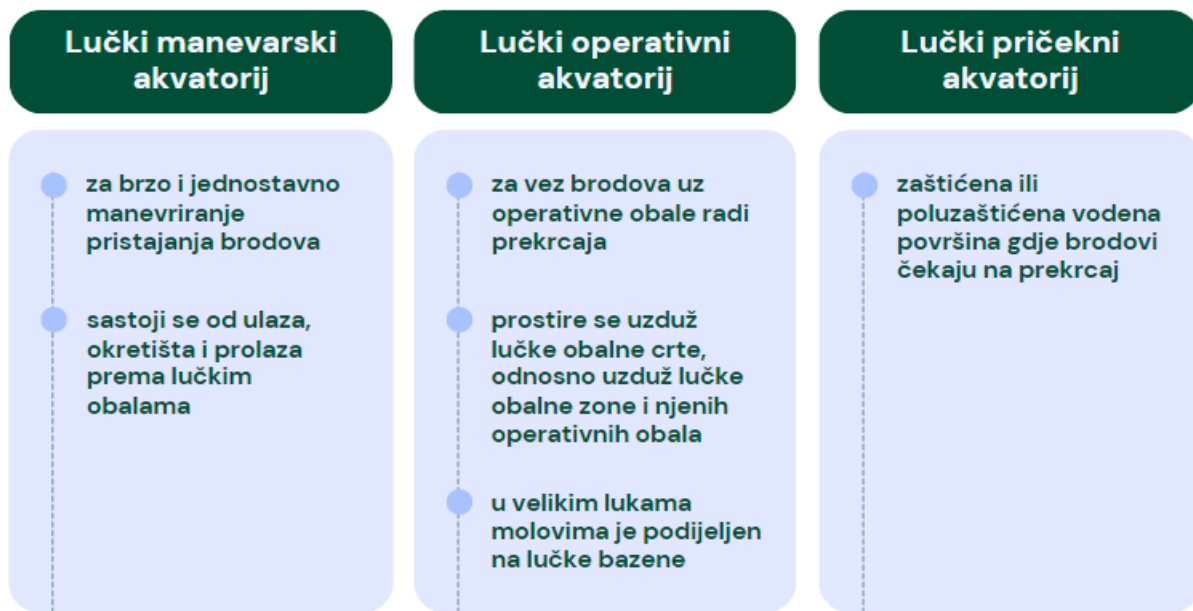 Lučki manevarski
akvatorij
za brzo i jednostavno
manevriranje
pristajanja brodova
sastoji se od ulaza,
okretišta i prolaza
prema lučkim
obalama
Lučki operativni
akvatorij
za vez brodova uz
operativne obale radi
prekrcaja
prostire se uzduž
lučke obalne crte,
odnosno uzduž lučke
obalne zone i njenih
operativnih obala
u velikim lukama
molovima je podijeljen
na lučke bazene
Lučki pričekni
akvatorij
zaštićena ili
poluzaštićena vodena
površina gdje brodovi
čekaju na prekrcaj